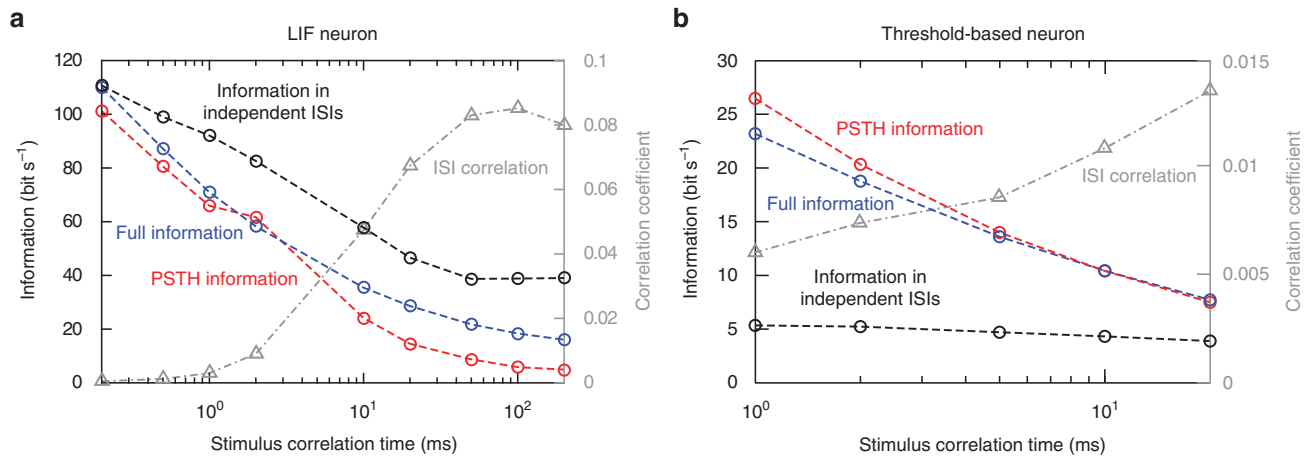 a
LIF neuron
Information (bit s⁻¹)
120
100
80
60
40
20
0
Information in
independent ISIs
ISI correlation
Full information
PSTH information
0.1
0.08
0.06
0.04
0.02
0
Correlation coefficient
10⁰
10¹
10²
Stimulus correlation time (ms)
b
Threshold-based neuron
Information (bit s⁻¹)
30
25
20
15
10
5
0
PSTH information
ISI correlation
Full information
Information in
independent ISIs
0.015
0.010
0.005
0
Correlation coefficient
10⁰
10¹
Stimulus correlation time (ms)